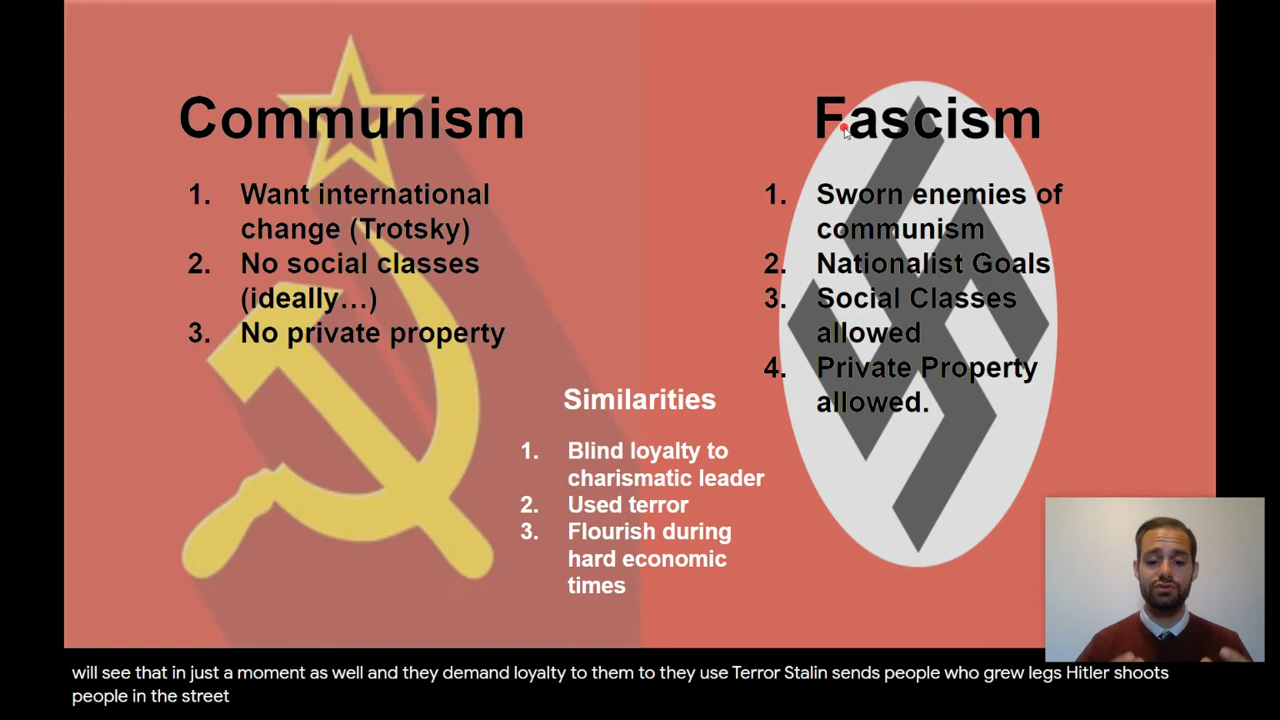 Communism
1. Want international
change (Trotsky)
2. No social classes
(ideally…)
3. No private property
Fascism
1. Sworn enemies of
communism
2. Nationalist Goals
3. Social Classes
allowed
4. Private Property
allowed.
Similarities
1. Blind loyalty to
charismatic leader
2. Used terror
3. Flourish during
hard economic
times
will see that in just a moment as well and they demand loyalty to them to they use Terror Stalin sends people who grew legs Hitler shoots
people in the street